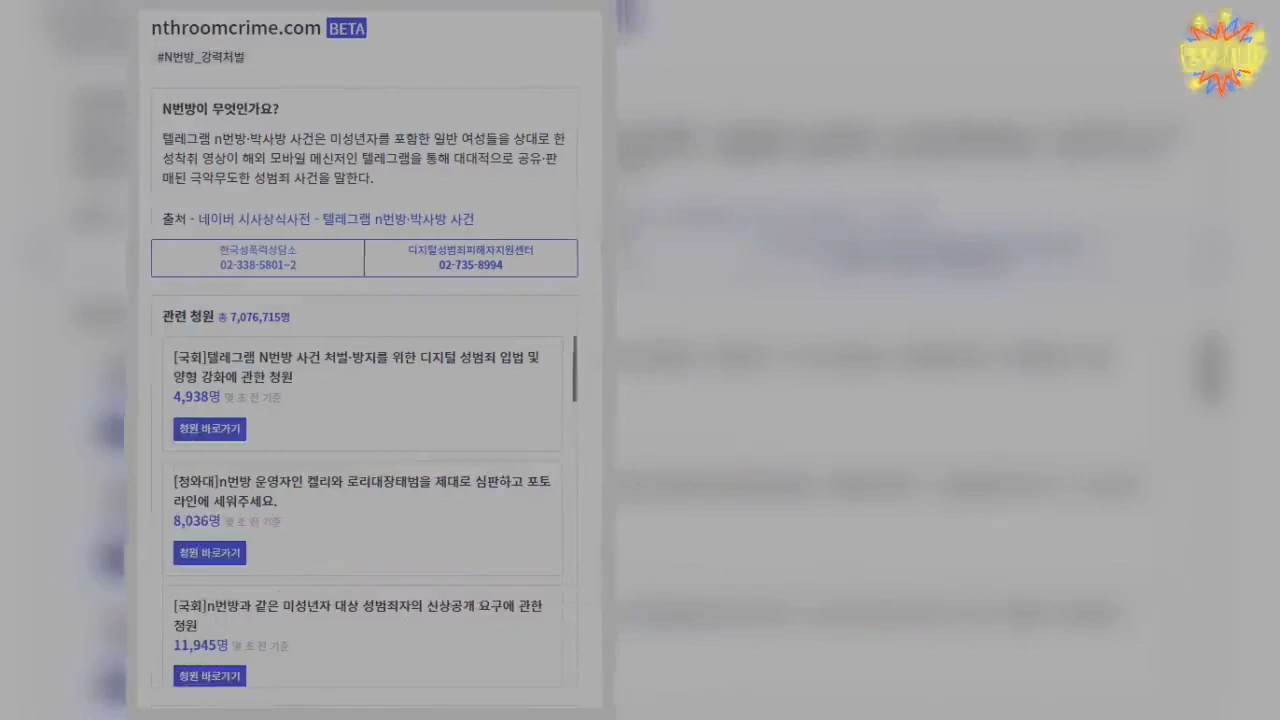 nthroomcrime.com BETA
#N번방_강력처벌
N번방이 무엇인가요?
텔레그램 n번방·박사방 사건은 미성년자를 포함한 일반 여성들을 상대로 한
성착취 영상이 해외 모바일 메신저인 텔레그램을 통해 대대적으로 공유·판
매된 극악무도한 성범죄 사건을 말한다.
출처 - 네이버 시사상식사전 - 텔레그램 n번방·박사방 사건
한국성폭력상담소
02-338-5801~2
디지털성범죄피해자지원센터
02-735-8994
관련 청원 총 7,076,715명
[국회]텔레그램 N번방 사건 처벌·방지를 위한 디지털 성범죄 입법 및
양형 강화에 관한 청원
4,938명 몇 초 전 기준
청원 바로가기
[청와대]n번방 운영자인 켈리와 로리대장태범을 제대로 심판하고 포토
라인에 세워주세요.
8,036명 몇 초 전 기준
청원 바로가기
[국회]n번방과 같은 미성년자 대상 성범죄자의 신상공개 요구에 관한
청원
11,945명 몇 초 전 기준
청원 바로가기